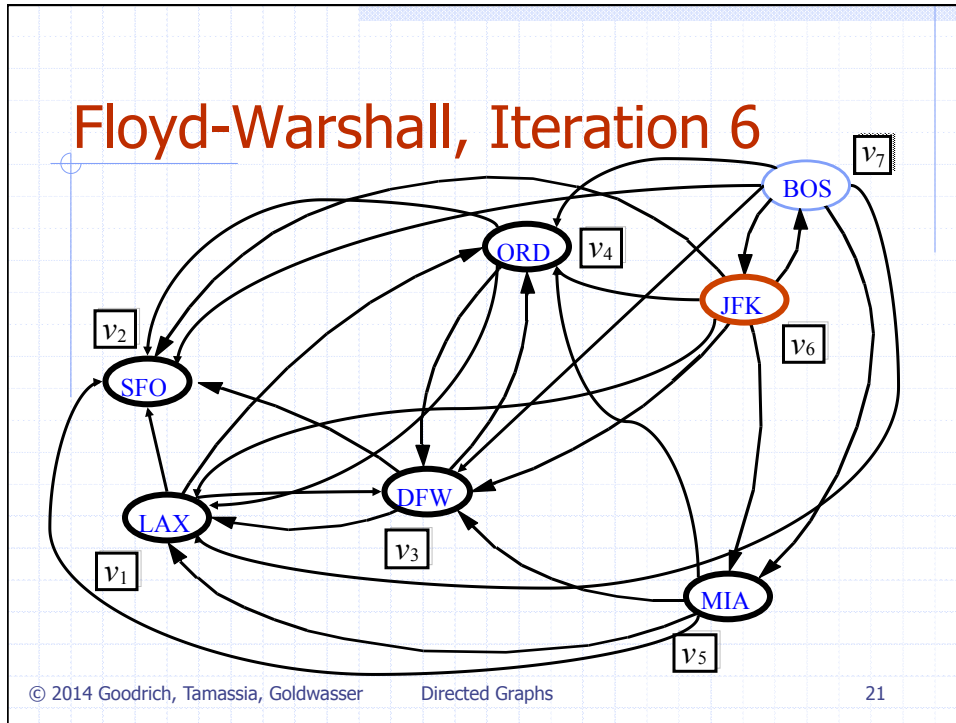 Floyd-Warshall, Iteration 6
v7
BOS
ORD
v4
JFK
v2
v6
SFO
DFW
LAX
v3
v1
MIA
v5
© 2014 Goodrich, Tamassia, Goldwasser Directed Graphs 21